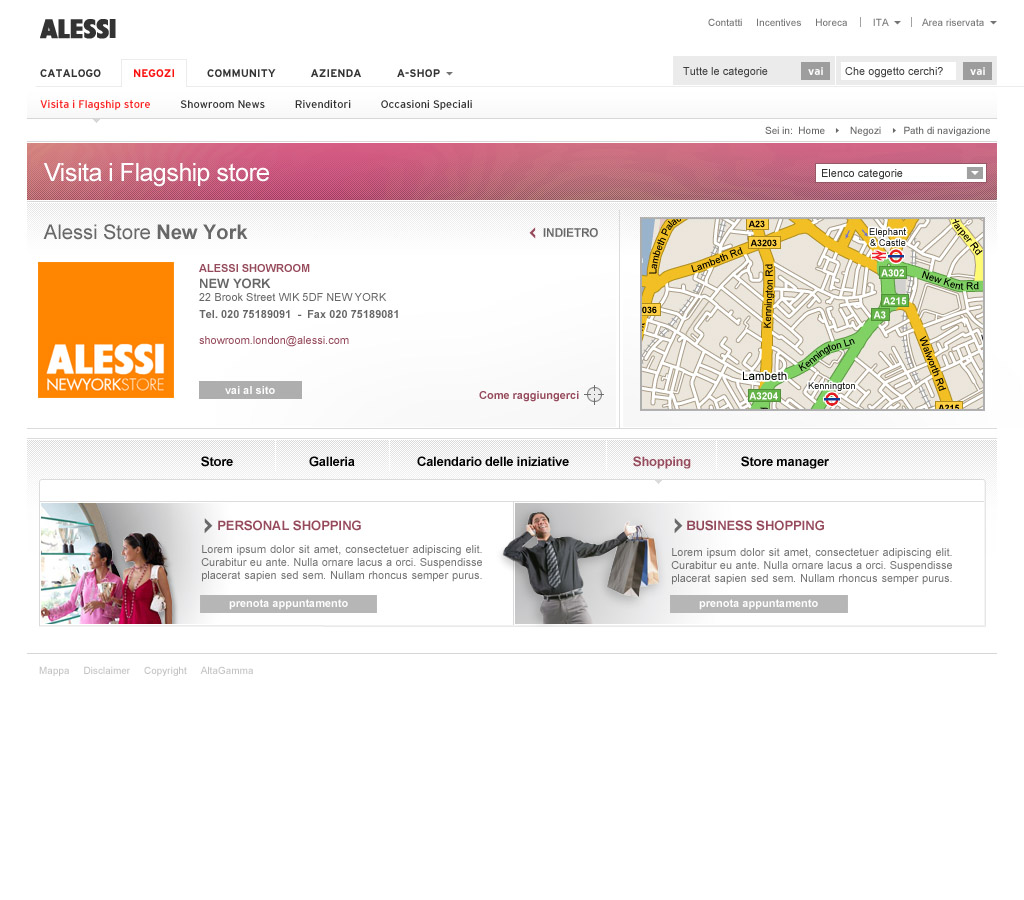 ALESSI
Contatti Incentives Horeca | ITA | Area riservata
CATALOGO NEGOZI COMMUNITY AZIENDA A-SHOP
Tutte le categorie vai Che oggetto cerchi? vai
Visita i Flagship store Showroom News Rivenditori Occasioni Speciali
Sei in: Home Negozi Path di navigazione
Visita i Flagship store
Elenco categorie
Alessi Store New York
INDIETRO
ALESSI SHOWROOM
NEW YORK
22 Brook Street WIK 5DF NEW YORK
Tel. 020 75189091 - Fax 020 75189081
showroom.london@alessi.com
ALESSI
NEWYORKSTORE
vai al sito
Come raggiungerci
A23
A3203
Lambeth Palac
Lambeth Rd
Kennington Rd
Elephant
& Castle
Harper Rd
A302
New Kent Rd
A215
A3
036
Kennington Ln
Walworth Rd
Lambeth
Kennington
A3204
A215
Store Galleria Calendario delle iniziative Shopping Store manager
PERSONAL SHOPPING
Lorem ipsum dolor sit amet, consectetuer adipiscing elit.
Curabitur eu ante. Nulla ornare lacus a orci. Suspendisse
placerat sapien sed sem. Nullam rhoncus semper purus.
prenota appuntamento
BUSINESS SHOPPING
Lorem ipsum dolor sit amet, consectetuer adipiscing elit.
Curabitur eu ante. Nulla ornare lacus a orci. Suspendisse
placerat sapien sed sem. Nullam rhoncus semper purus.
prenota appuntamento
Mappa Disclaimer Copyright AltaGamma